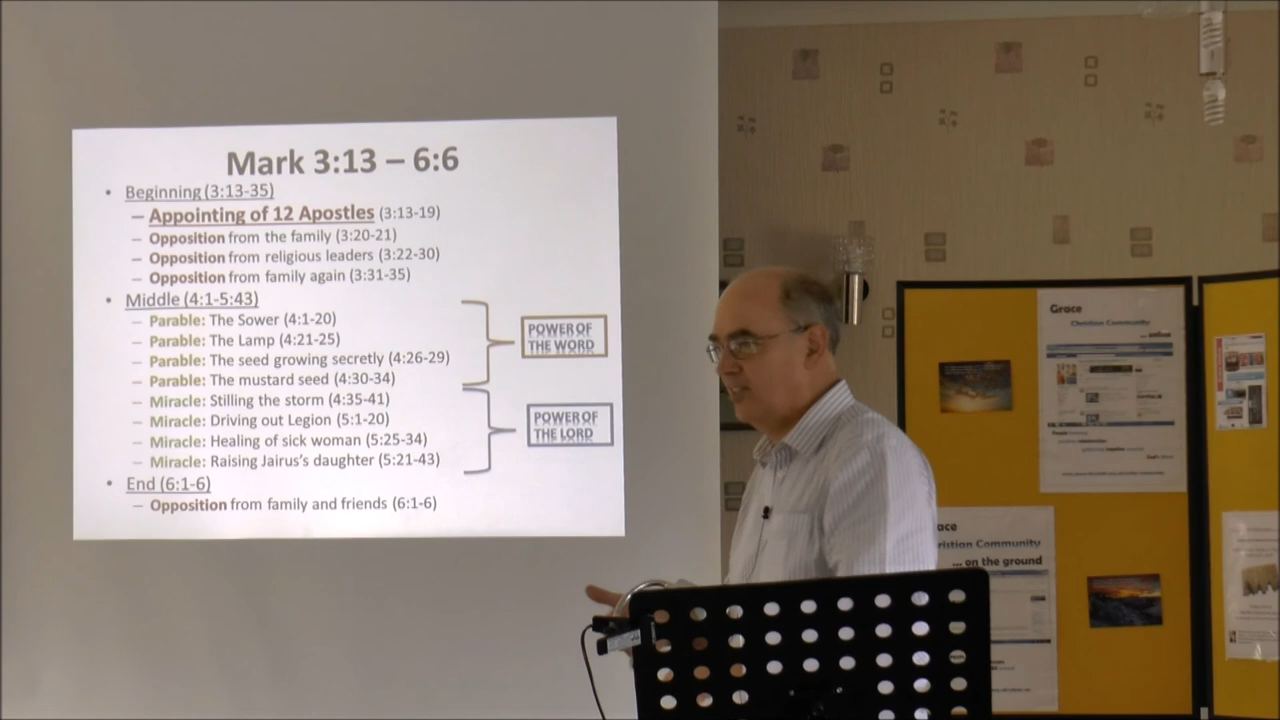 Mark 3:13 – 6:6
• Beginning (3:13-35)
– Appointing of 12 Apostles (3:13-19)
– Opposition from the family (3:20-21)
– Opposition from religious leaders (3:22-30)
– Opposition from family again (3:31-35)
• Middle (4:1-5:43)
– Parable: The Sower (4:1-20)
– Parable: The Lamp (4:21-25)
– Parable: The seed growing secretly (4:26-29)
– Parable: The mustard seed (4:30-34)
– Miracle: Stilling the storm (4:35-41)
– Miracle: Driving out Legion (5:1-20)
– Miracle: Healing of sick woman (5:25-34)
– Miracle: Raising Jairus's daughter (5:21-43)
• End (6:1-6)
– Opposition from family and friends (6:1-6)
POWER OF
THE WORD
POWER OF
THE LORD
Grace
Christian Community
... online
God's
ace
ristian Community
... on the ground